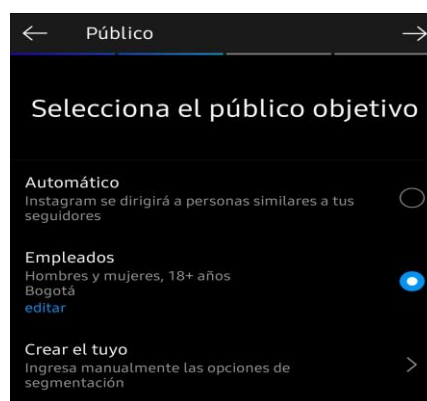 Público
Selecciona el público objetivo
Automático
Instagram se dirigirá a personas similares a tus
seguidores
Empleados
Hombres y mujeres, 18+ años
Bogotá
editar
Crear el tuyo
Ingresa manualmente las opciones de
segmentación